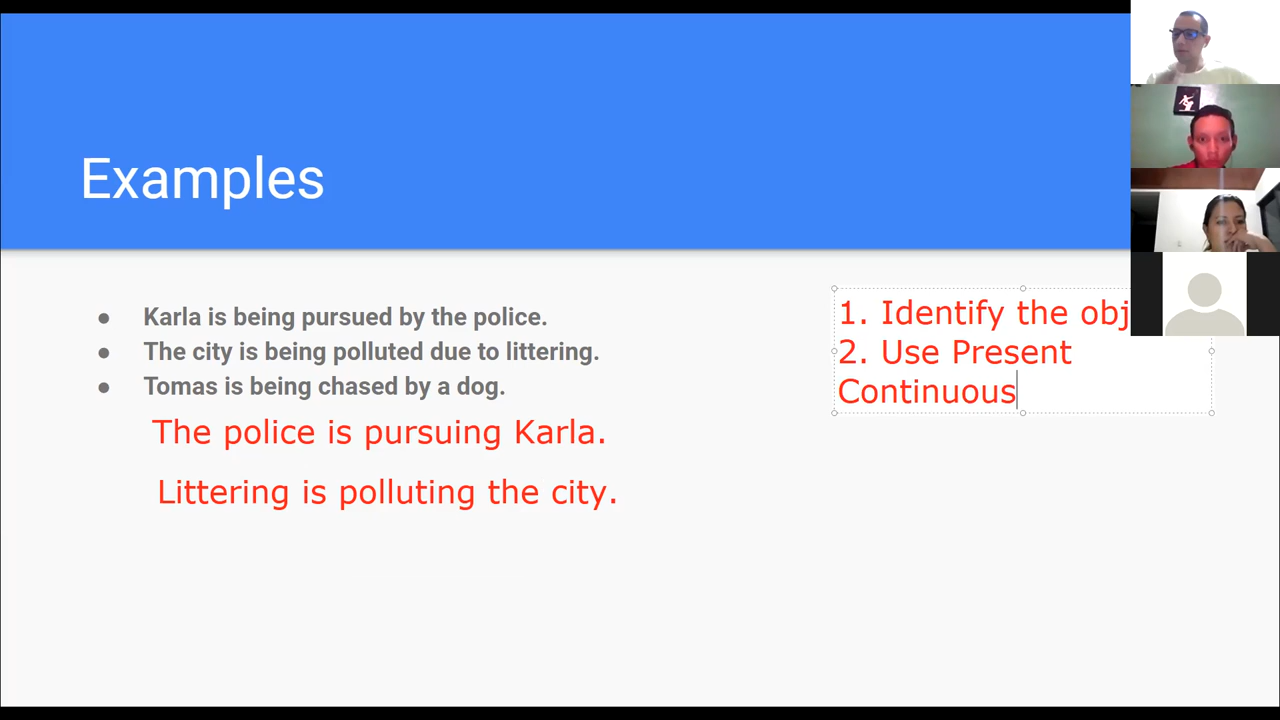 Examples
Karla is being pursued by the police.
The city is being polluted due to littering.
Tomas is being chased by a dog.
The police is pursuing Karla.
Littering is polluting the city.
1. Identify the obj
2. Use Present
Continuous